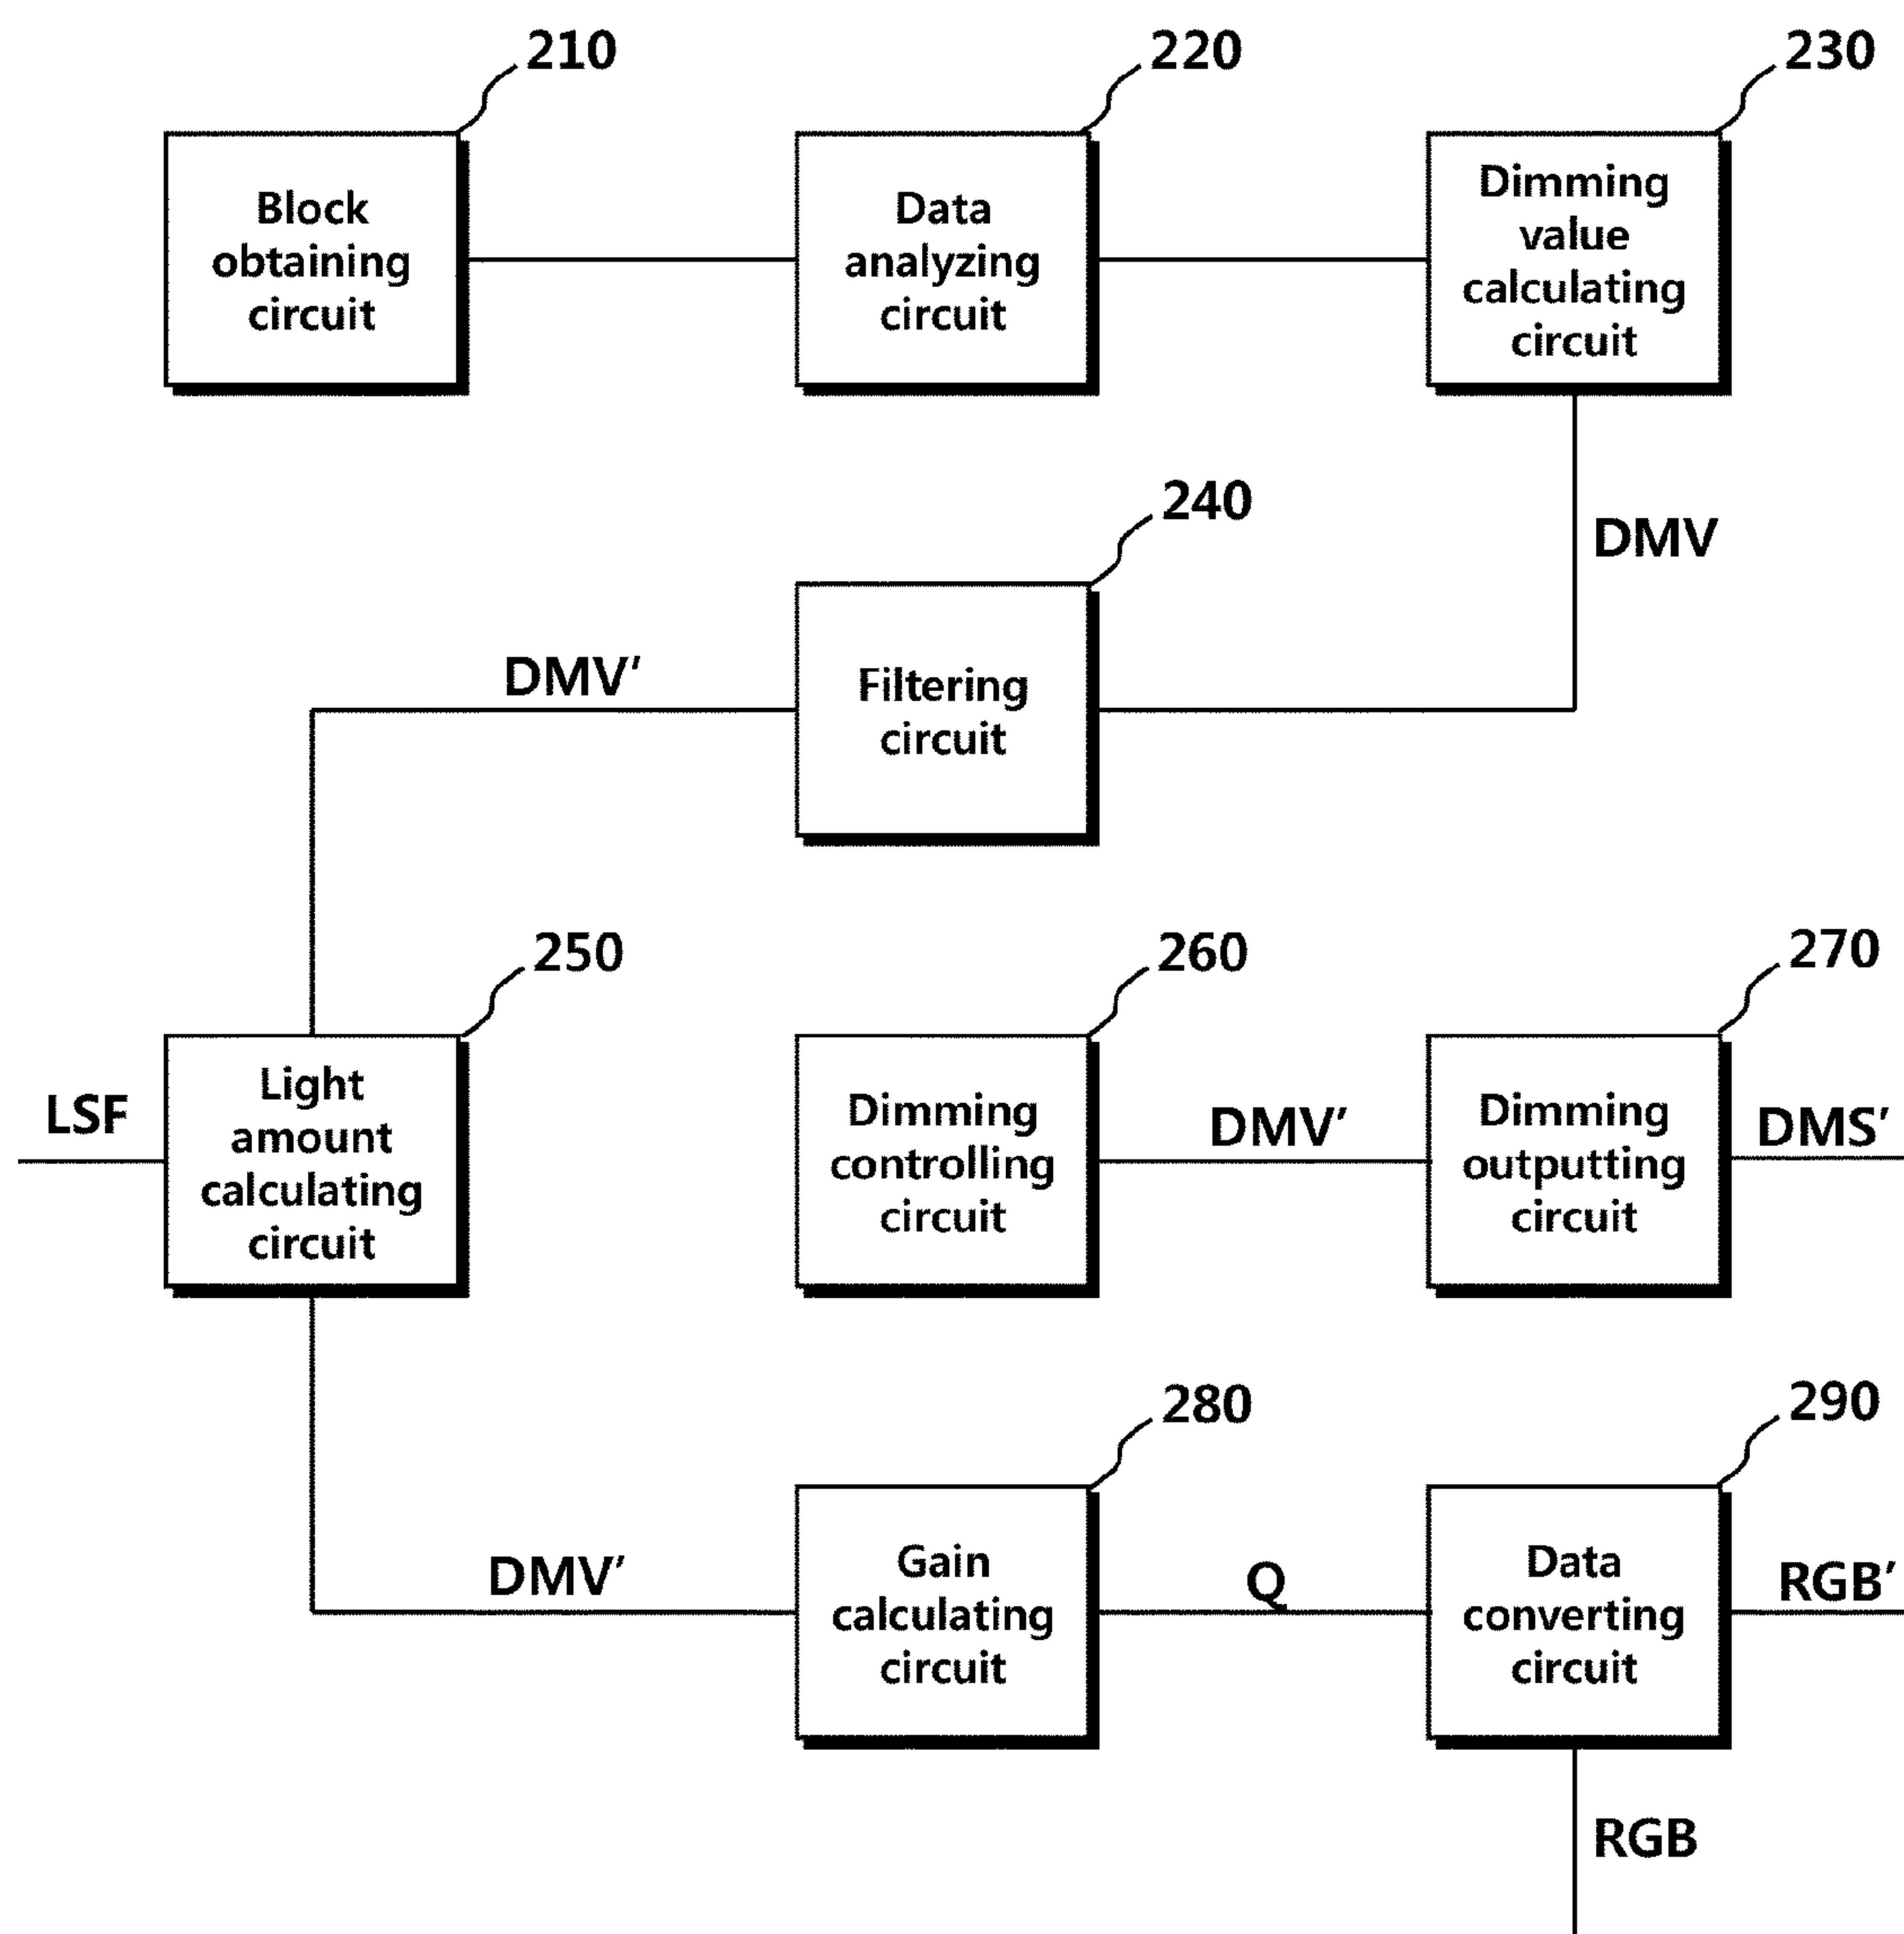 210
220
230
Block
obtaining
circuit
Data
analyzing
circuit
Dimming
value
calculating
circuit
240
DMV
DMV’
Filtering
circuit
250
260
270
LSF
Light
amount
calculating
circuit
Dimming
controlling
circuit
DMV’
Dimming
outputting
circuit
DMS’
280
290
DMV’
Gain
calculating
circuit
Q
Data
converting
circuit
RGB’
RGB